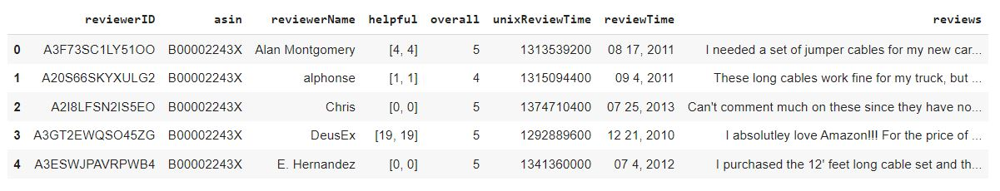 reviewerID asin reviewerName helpful overall unixReviewTime reviewTime reviews
0 A3F73SC1LY51OO B00002243X Alan Montgomery [4, 4] 5 1313539200 08 17, 2011 I needed a set of jumper cables for my new car...
1 A20S66SKYXULG2 B00002243X alphonse [1, 1] 4 1315094400 09 4, 2011 These long cables work fine for my truck, but ...
2 A2I8LFSN2IS5EO B00002243X Chris [0, 0] 5 1374710400 07 25, 2013 Can't comment much on these since they have no...
3 A3GT2EWQSO45ZG B00002243X DeusEx [19, 19] 5 1292889600 12 21, 2010 I absolutley love Amazon!!! For the price of ...
4 A3ESWJPAVRPWB4 B00002243X E. Hernandez [0, 0] 5 1341360000 07 4, 2012 I purchased the 12' feet long cable set and th...